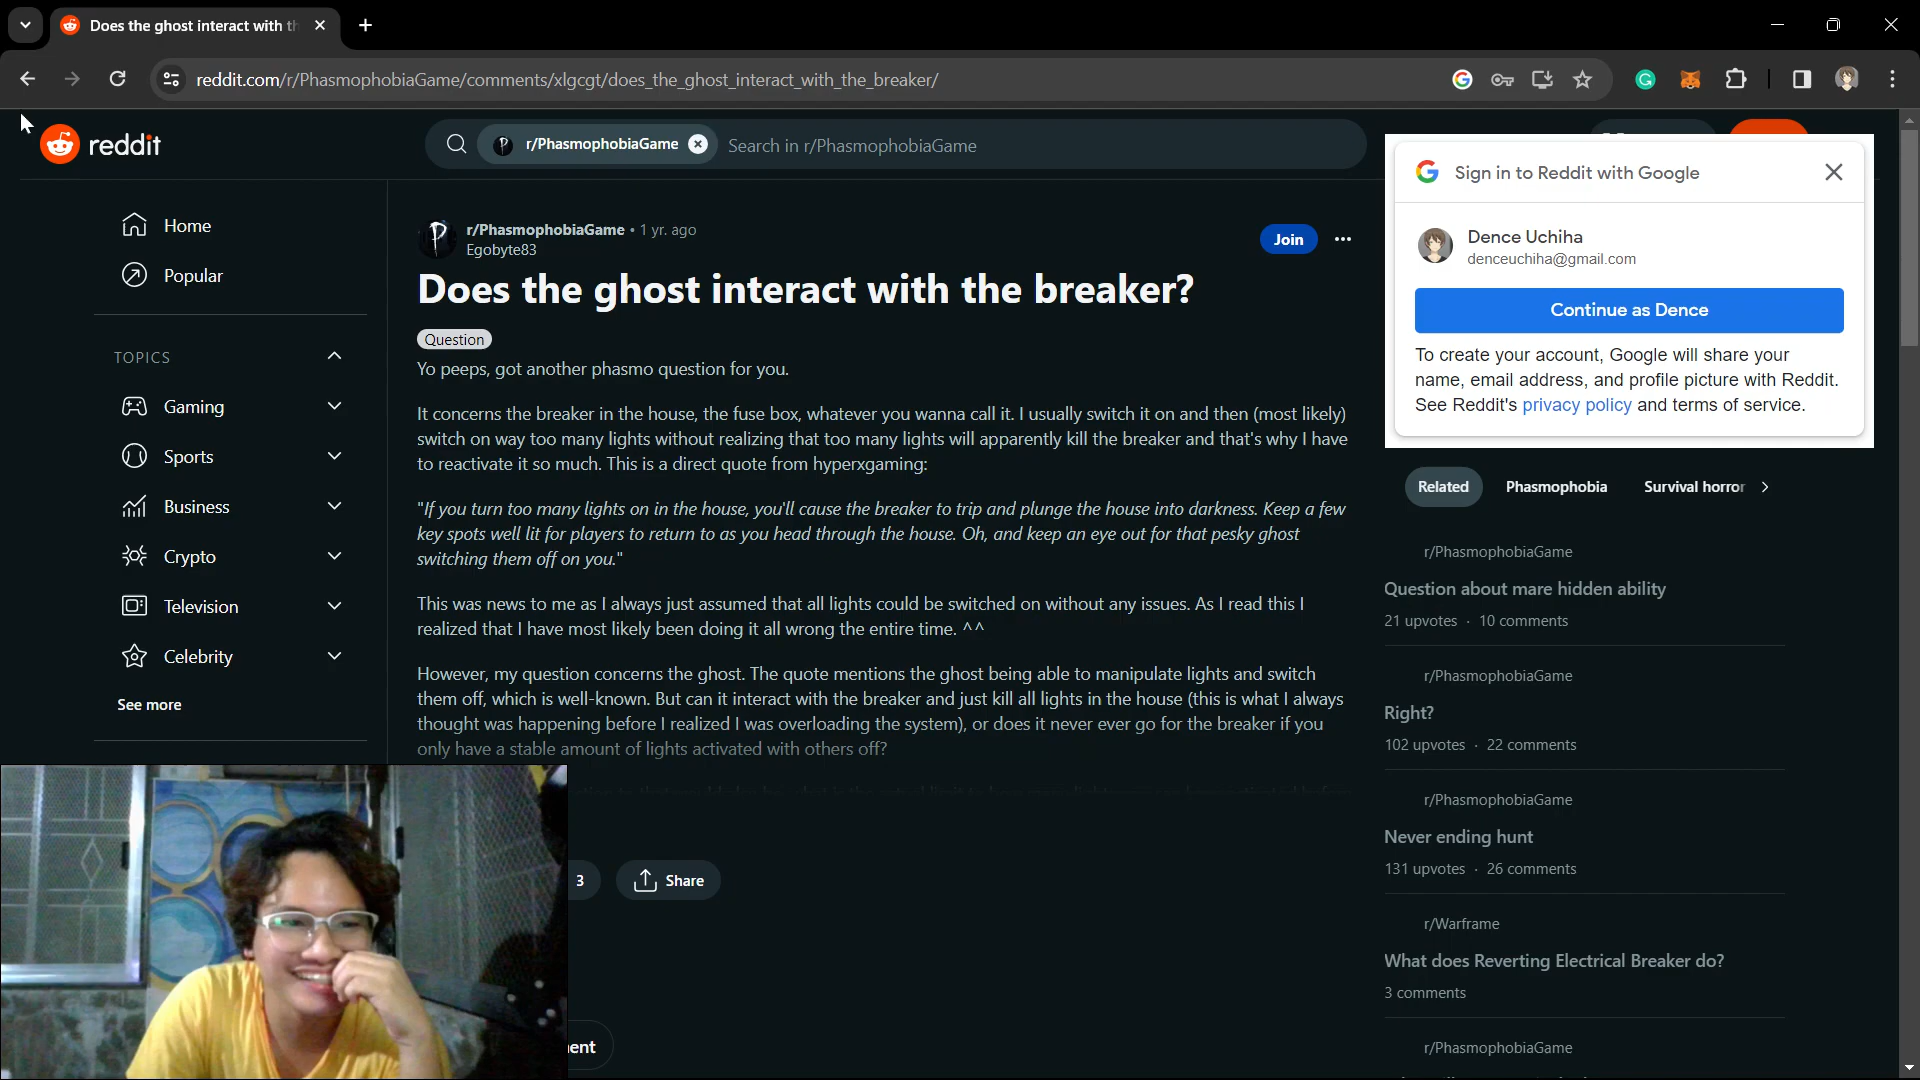 Does the ghost interact with th
reddit.com/r/PhasmophobiaGame/comments/xlgcgt/does_the_ghost_interact_with_the_breaker/
reddit
r/PhasmophobiaGame
Search in r/PhasmophobiaGame
Home
Popular
TOPICS
Gaming
Sports
Business
Crypto
Television
Celebrity
See more
r/PhasmophobiaGame • 1 yr. ago
Egobyte83
Join
Does the ghost interact with the breaker?
Question
Yo peeps, got another phasmo question for you.
It concerns the breaker in the house, the fuse box, whatever you wanna call it. I usually switch it on and then (most likely)
switch on way too many lights without realizing that too many lights will apparently kill the breaker and that's why I have
to reactivate it so much. This is a direct quote from hyperxgaming:
"If you turn too many lights on in the house, you'll cause the breaker to trip and plunge the house into darkness. Keep a few
key spots well lit for players to return to as you head through the house. Oh, and keep an eye out for that pesky ghost
switching them off on you."
This was news to me as I always just assumed that all lights could be switched on without any issues. As I read this I
realized that I have most likely been doing it all wrong the entire time. ^^
However, my question concerns the ghost. The quote mentions the ghost being able to manipulate lights and switch
them off, which is well-known. But can it interact with the breaker and just kill all lights in the house (this is what I always
thought was happening before I realized I was overloading the system), or does it never ever go for the breaker if you
only have a stable amount of lights activated with others off?
3
Share
ent
Sign in to Reddit with Google
Dence Uchiha
denceuchiha@gmail.com
Continue as Dence
To create your account, Google will share your
name, email address, and profile picture with Reddit.
See Reddit's privacy policy and terms of service.
Related
Phasmophobia
Survival horror
r/PhasmophobiaGame
Question about mare hidden ability
21 upvotes · 10 comments
r/PhasmophobiaGame
Right?
102 upvotes · 22 comments
r/PhasmophobiaGame
Never ending hunt
131 upvotes · 26 comments
r/Warframe
What does Reverting Electrical Breaker do?
3 comments
r/PhasmophobiaGame